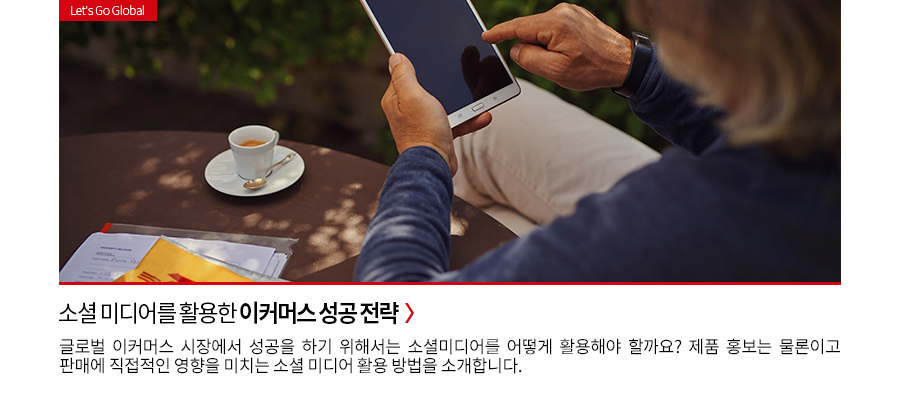 Let's Go Global
소셜 미디어를 활용한 이커머스 성공 전략 〉
글로벌 이커머스 시장에서 성공을 하기 위해서는 소셜미디어를 어떻게 활용해야 할까요? 제품 홍보는 물론이고
판매에 직접적인 영향을 미치는 소셜 미디어 활용 방법을 소개합니다.